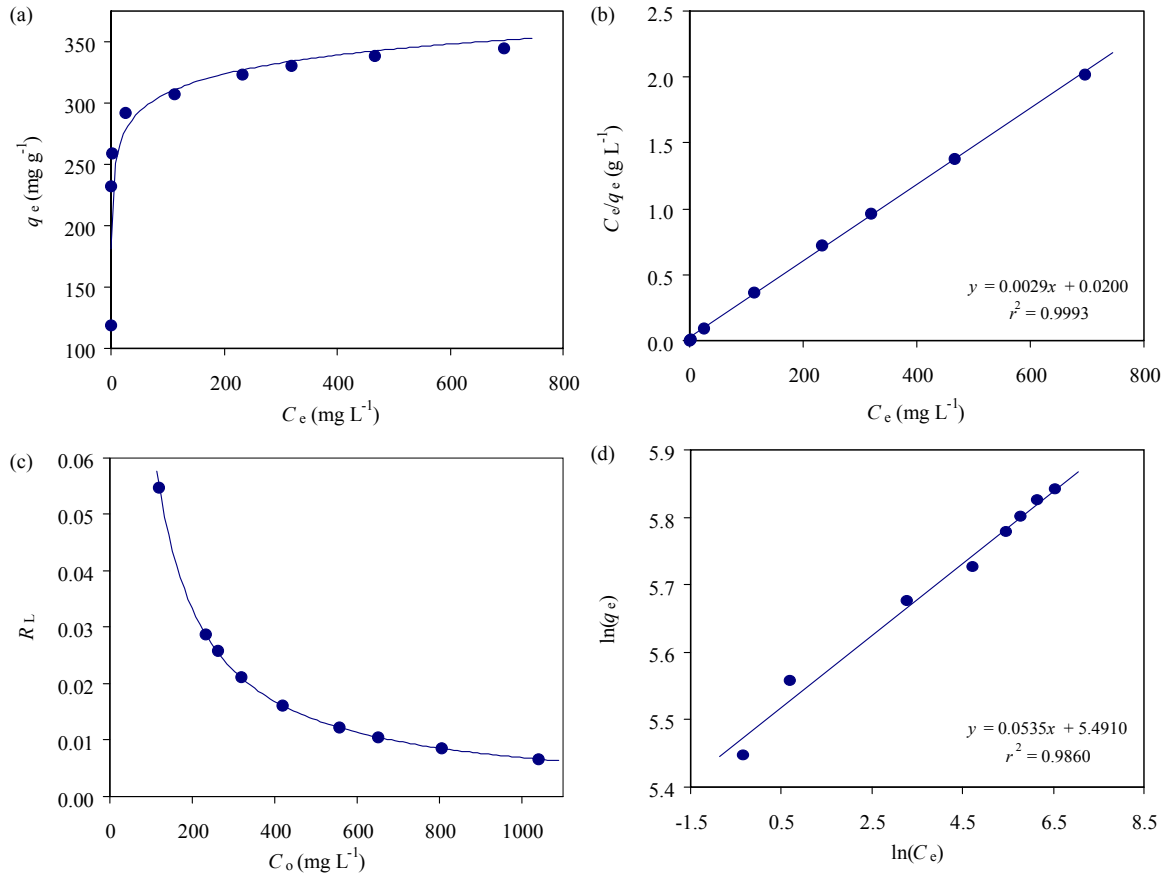 (a)
350
300
250
200
150
100
q e (mg g-1)
0
200
400
600
800
C e (mg L-1)
(b)
2.5
2.0
1.5
1.0
0.5
0.0
C e/q e (g L-1)
y = 0.0029x + 0.0200
r2 = 0.9993
0
200
400
600
800
C e (mg L-1)
(c)
0.06
0.05
0.04
0.03
0.02
0.01
0.00
R L
0
200
400
600
800
1000
C o (mg L-1)
(d)
5.9
5.8
5.7
5.6
5.5
5.4
ln(q e)
y = 0.0535x + 5.4910
r2 = 0.9860
-1.5
0.5
2.5
4.5
6.5
8.5
ln(C e)